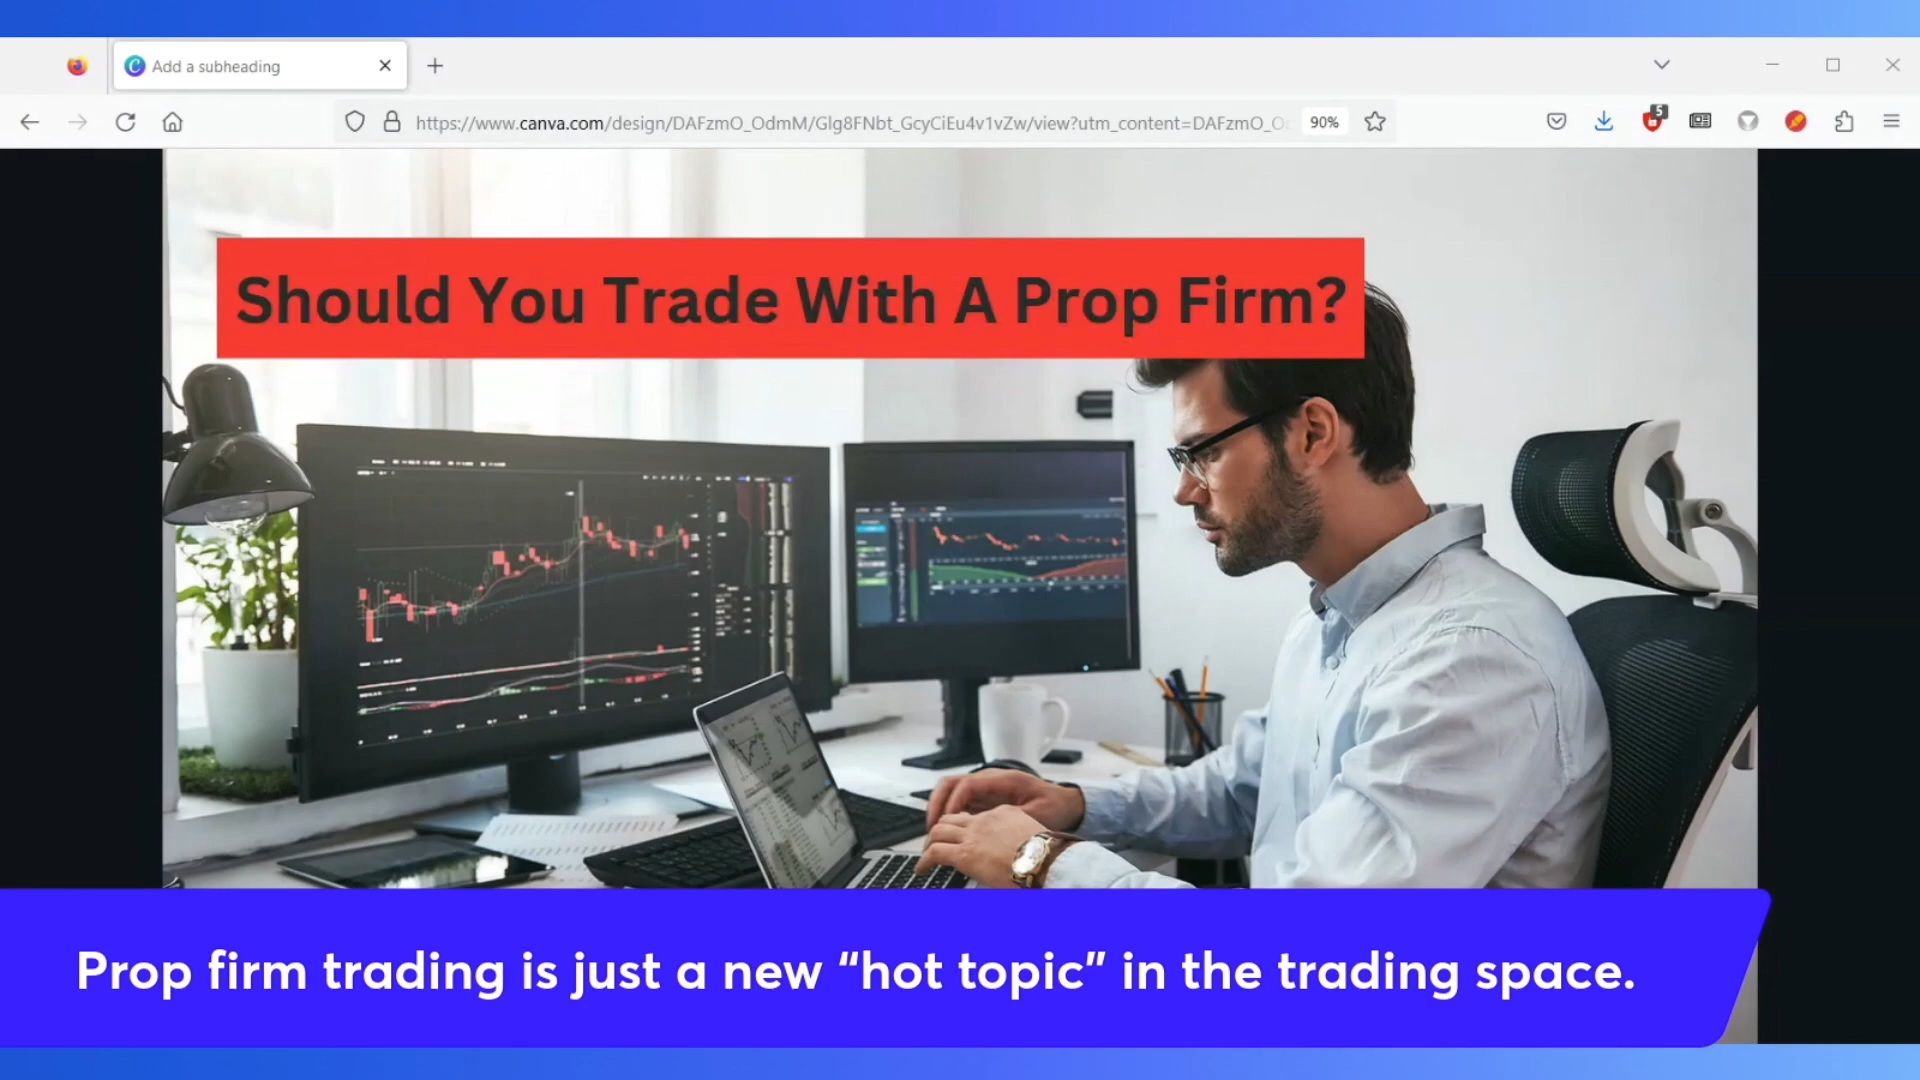 Add a subheading
https://www.canva.com/design/DAFzmO_OdmM/Glg8FNbt_GcyCiEu4v1vZw/view?utm_content=DAFzmO_O
90%
5
Should You Trade With A Prop Firm?
Prop firm trading is just a new “hot topic” in the trading space.